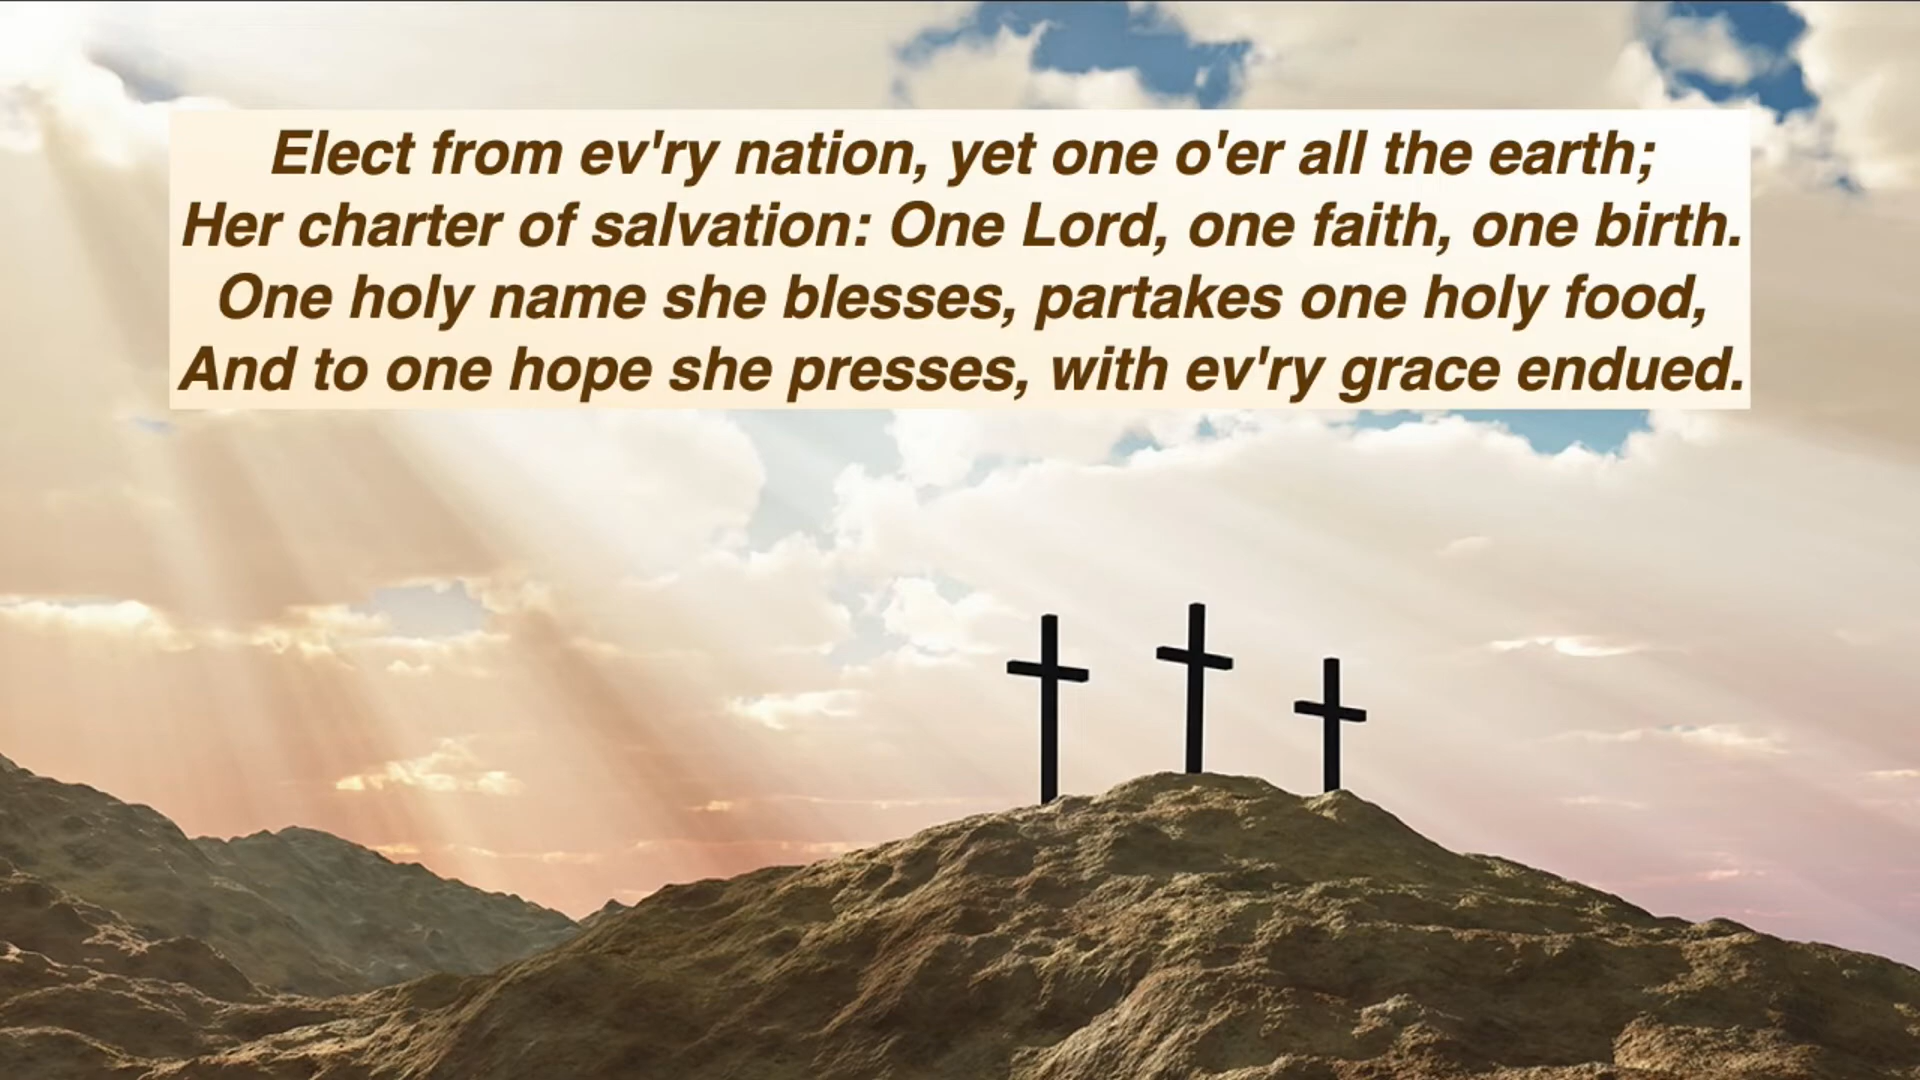 Elect from ev'ry nation, yet one o'er all the earth;
Her charter of salvation: One Lord, one faith, one birth.
One holy name she blesses, partakes one holy food,
And to one hope she presses, with ev'ry grace endued.